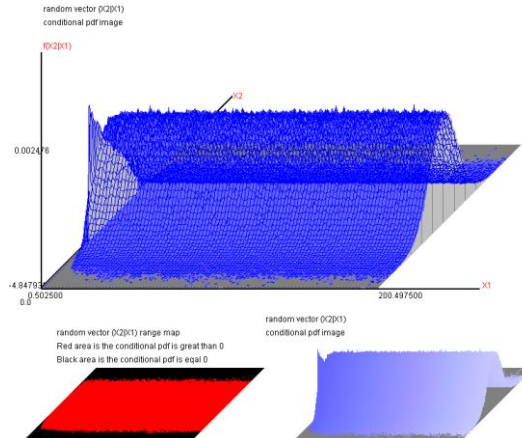 random vector (X2|X1)
conditional pdf image
f(X2|X1)
X2
0.002476
-4.84793
0.502500
0.0
200.497500
X1
random vector (X2|X1) range map
Red area is the conditional pdf is great than 0
Black area is the conditional pdf is eqal 0
random vector (X2|X1)
conditional pdf image